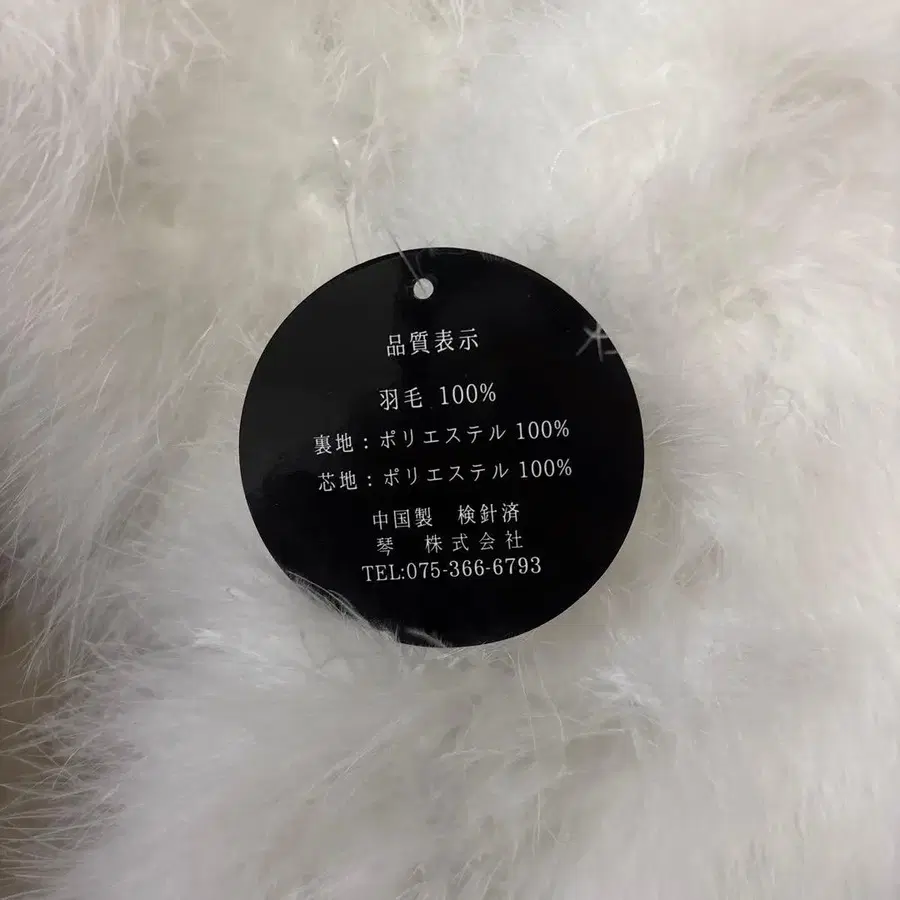 品質表示
羽毛 100%
裏地：ポリエステル 100%
芯地：ポリエステル 100%
中国製　検針済
琴　株式会社
TEL:075-366-6793